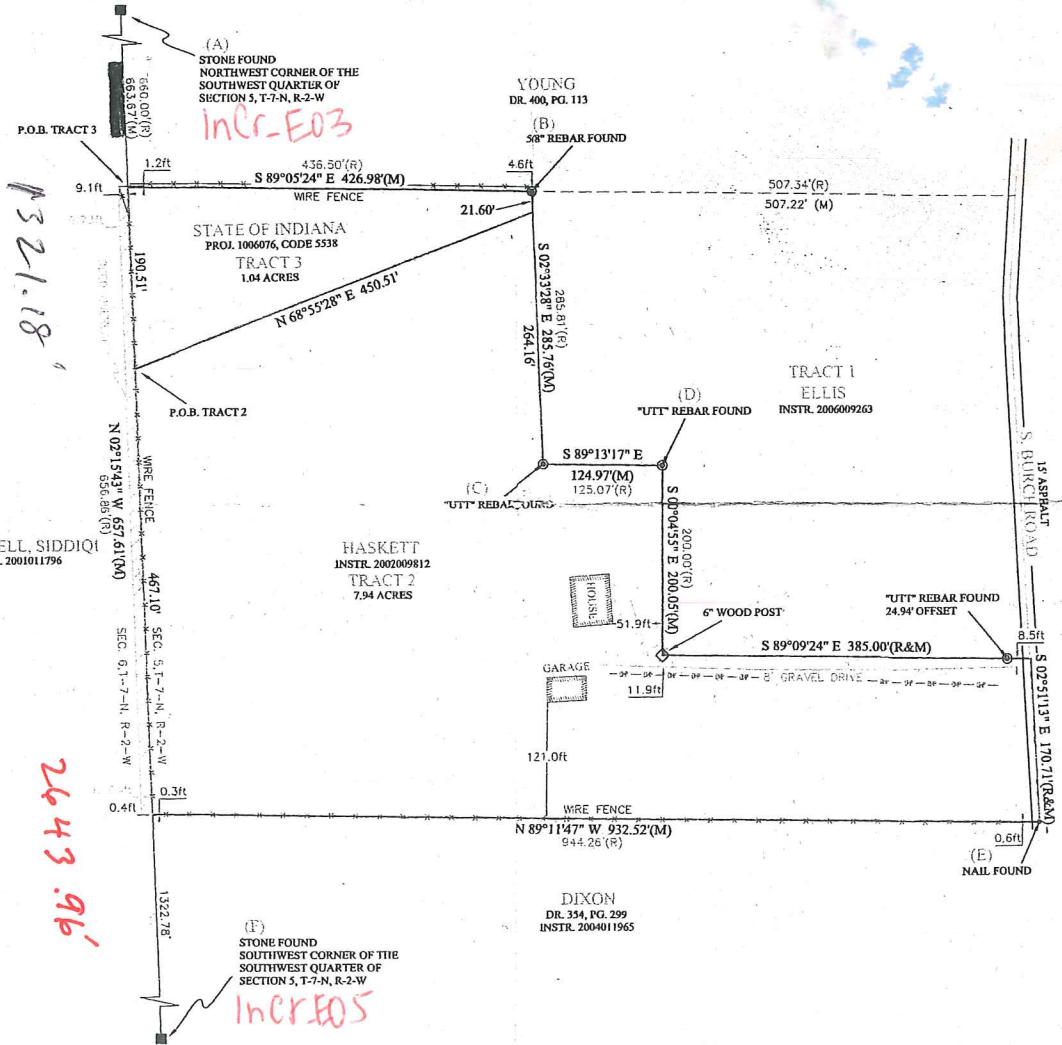 (A)
STONE FOUND
NORTHWEST CORNER OF THE
SOUTHWEST QUARTER OF
SECTION 5, T-7-N, R-2-W
InCr_E03
660.00'(R)
663.67'(M)
P.O.B. TRACT 3
YOUNG
DR. 400, PG. 113
(B)
5/8" REBAR FOUND
1.2ft
436.50'(R)
4.6ft
S 89°05'24" E 426.98'(M)
WIRE FENCE
9.1ft
507.34'(R)
507.22' (M)
21.60'
STATE OF INDIANA
PROJ. 1006076, CODE 5538
TRACT 3
1.04 ACRES
190.51'
1321.18'
N 68°55'28" E 450.51'
S 02°33'28" E 285.76'(M)
285.81'(R)
264.16'
P.O.B. TRACT 2
TRACT 1
ELLIS
INSTR. 2006009263
(D)
"UTT" REBAR FOUND
S. BURCH ROAD
15' ASPHALT
S 89°13'17" E
124.97'(M)
125.07'(R)
(C)
"UTT" REBAR FOUND
N 02°15'43" W 657.61'(M)
656.86'(R)
WIRE FENCE
467.10'
SEC. 5,T-7-N, R-2-W
SEC. 6,T-7-N, R-2-W
ELL, SIDDIQI
. 2001011796
HASKETT
INSTR. 2002009812
TRACT 2
7.94 ACRES
S 00°04'55" E 200.05'(M)
200.00'(R)
HOUSE
51.9ft
6" WOOD POST
"UTT" REBAR FOUND
24.94' OFFSET
S 89°09'24" E 385.00'(R&M)
8.5ft
GARAGE
8' GRAVEL DRIVE
11.9ft
S 02°51'13" E 170.71'(R&M)
121.0ft
2643.96'
0.3ft
0.4ft
WIRE FENCE
N 89°11'47" W 932.52'(M)
944.26'(R)
0.6ft
(E)
NAIL FOUND
DIXON
DR. 354, PG. 299
INSTR. 2004011965
1322.78'
(F)
STONE FOUND
SOUTHWEST CORNER OF THE
SOUTHWEST QUARTER OF
SECTION 5, T-7-N, R-2-W
InCr_E05